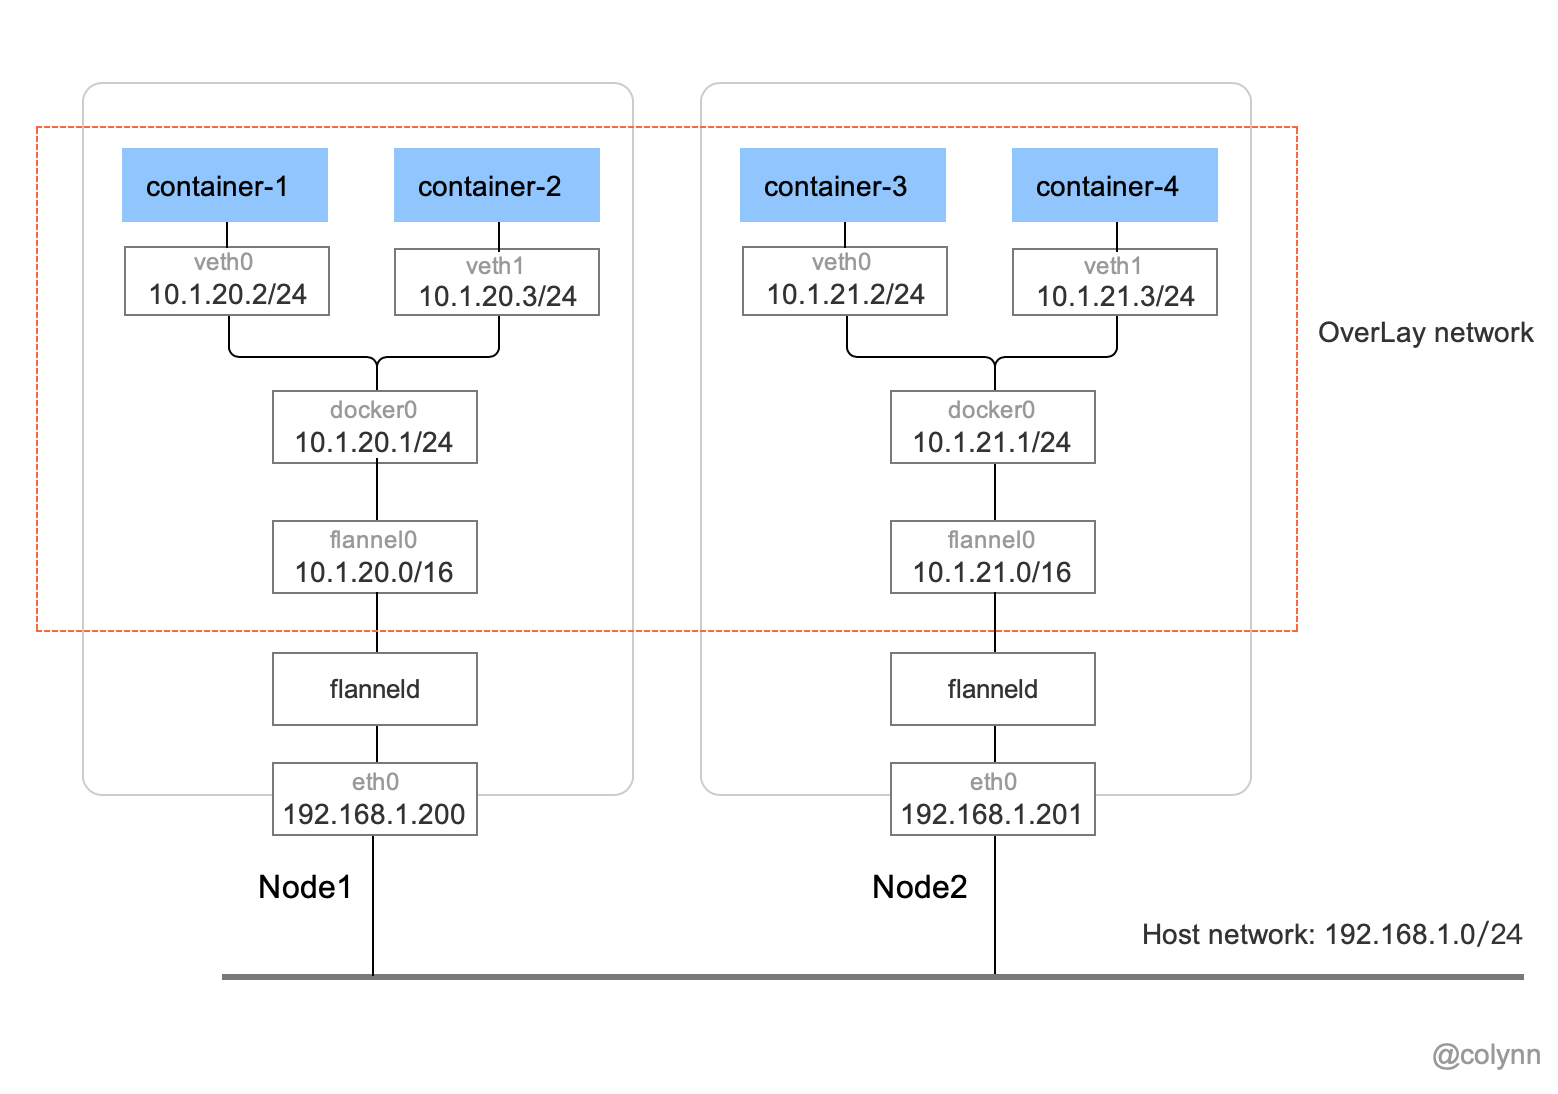 container-1
container-2
container-3
container-4
veth0
10.1.20.2/24
veth1
10.1.20.3/24
veth0
10.1.21.2/24
veth1
10.1.21.3/24
OverLay network
docker0
10.1.20.1/24
docker0
10.1.21.1/24
flannel0
10.1.20.0/16
flannel0
10.1.21.0/16
flanneld
flanneld
eth0
192.168.1.200
eth0
192.168.1.201
Node1
Node2
Host network: 192.168.1.0/24
@colynn